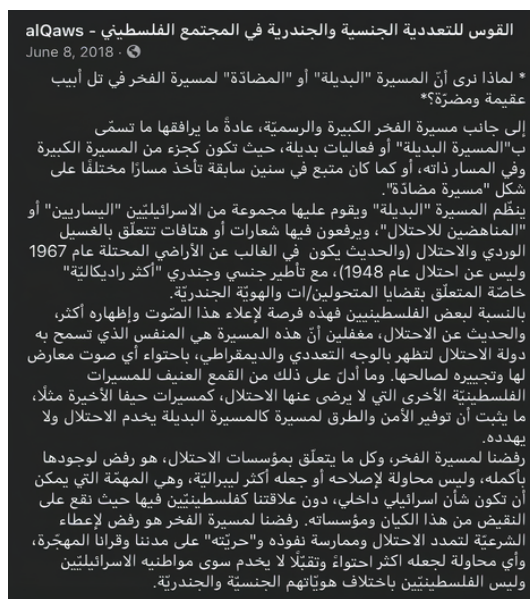 القوس للتعددية الجنسية والجندرية في المجتمع الفلسطيني - alQaws
June 8, 2018 ·
* لماذا نرى أنّ المسيرة "البديلة" أو "المضادّة" لمسيرة الفخر في تل أبيب
عقيمة ومضرّة؟*
إلى جانب مسيرة الفخر الكبيرة والرسميّة، عادةً ما يرافقها ما تسمّى
ب"المسيرة البديلة" أو فعاليات بديلة، حيث تكون كجزء من المسيرة الكبيرة
وفي المسار ذاته، أو كما كان متبع في سنين سابقة تأخذ مسارًا مختلفًا على
شكل "مسيرة مضادّة".
ينظّم المسيرة "البديلة" ويقوم عليها مجموعة من الاسرائيليّين "اليساريين" أو
"المناهضين للاحتلال"، ويرفعون فيها شعارات أو هتافات تتعلّق بالغسيل
الوردي والاحتلال (والحديث يكون في الغالب عن الأراضي المحتلة عام 1967
وليس عن احتلال عام 1948)، مع تأطير جنسي وجندري "أكثر راديكاليّة"
خاصّة المتعلّق بقضايا المتحولين/ات والهويّة الجندريّة.
بالنسبة لبعض الفلسطينيين فهذه فرصة لإعلاء هذا الصّوت وإظهاره أكثر،
والحديث عن الاحتلال، مغفلين أنّ هذه المسيرة هي المنفس الذي تسمح به
دولة الاحتلال لتظهر بالوجه التعددي والديمقراطي، باحتواء أي صوت معارض
لها وتجييره لصالحها. وما أدلّ على ذلك من القمع العنيف للمسيرات
الفلسطينيّة الأخرى التي لا يرضى عنها الاحتلال، كمسيرات حيفا الأخيرة مثلًا،
ما يثبت أن توفير الأمن والطرق لمسيرة كالمسيرة البديلة يخدم الاحتلال ولا
يهدده.
رفضنا لمسيرة الفخر، وكل ما يتعلّق بمؤسسات الاحتلال، هو رفض لوجودها
بأكمله، وليس محاولة لإصلاحه أو جعله أكثر ليبراليّة، وهي المهمّة التي يمكن
أن تكون شأن اسرائيلي داخلي، دون علاقتنا كفلسطينيّين فيها حيث نقع على
النقيض من هذا الكيان ومؤسساته. رفضنا لمسيرة الفخر هو رفض لإعطاء
الشرعيّة لتمدد الاحتلال وممارسة نفوذه و"حريّته" على مدننا وقرانا المهجّرة،
وأي محاولة لجعله اكثر احتواءً وتقبّلًا لا يخدم سوى مواطنيه الاسرائيليّين
وليس الفلسطينيّين باختلاف هويّاتهم الجنسيّة والجندريّة.